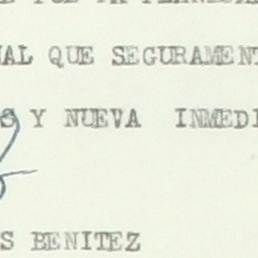 NAL QUE SEGURAMENT
S Y NUEVA INMEDI
S BENITEZ